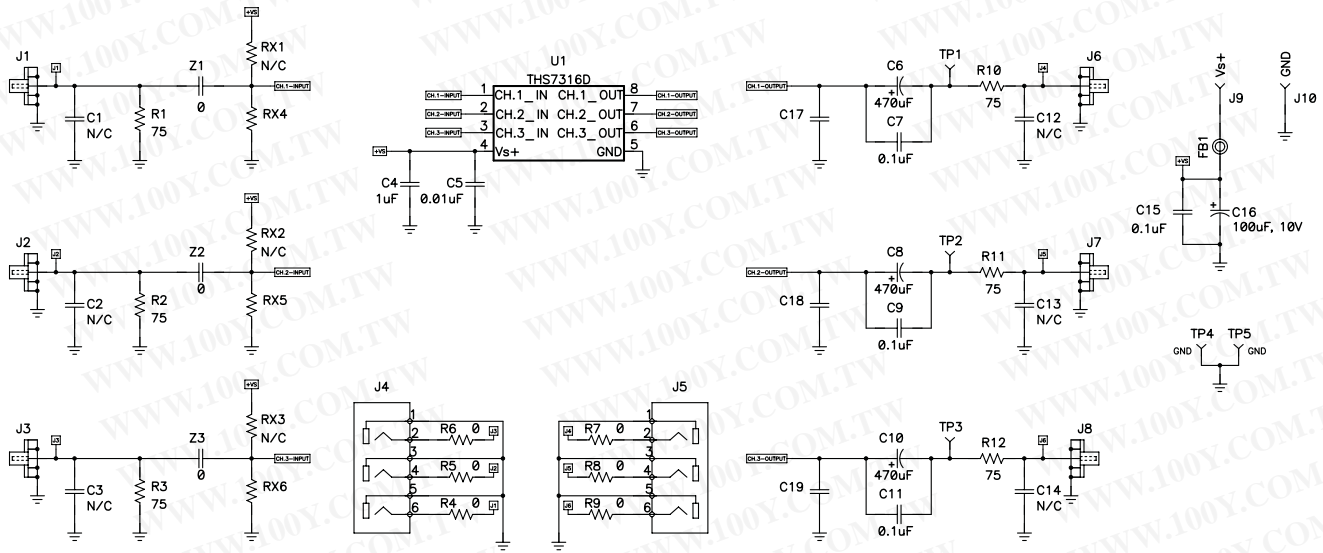 J1
J1
C1
N/C
R1
75
Z1
0
+VS
RX1
N/C
CH.1-INPUT
RX4
J2
J2
C2
N/C
R2
75
Z2
0
+VS
RX2
N/C
CH.2-INPUT
RX5
J3
J3
C3
N/C
R3
75
Z3
0
+VS
RX3
N/C
CH.3-INPUT
RX6
U1
THS7316D
CH.1-INPUT 1 CH.1_IN CH.1_OUT 8 CH.1-OUTPUT
CH.2-INPUT 2 CH.2_IN CH.2_OUT 7 CH.2-OUTPUT
CH.3-INPUT 3 CH.3_IN CH.3_OUT 6 CH.3-OUTPUT
+VS 4 Vs+ GND 5
C4
1uF
C5
0.01uF
J4
1
2 R6 0 J3
3
4 R5 0 J2
5
6 R4 0 J1
J5
1
J4 R7 0 2
3
J5 R8 0 4
5
J6 R9 0 6
CH.1-OUTPUT
C17
C6
+
470uF
C7
0.1uF
TP1
R10
75
J4
C12
N/C
J6
CH.2-OUTPUT
C18
C8
+
470uF
C9
0.1uF
TP2
R11
75
J5
C13
N/C
J7
CH.3-OUTPUT
C19
C10
+
470uF
C11
0.1uF
TP3
R12
75
J6
C14
N/C
J8
Vs+
J9
GND
J10
FB1
+VS
C15
0.1uF
+
C16
100uF, 10V
TP4 TP5
GND GND
WWW.100Y.COM.TW